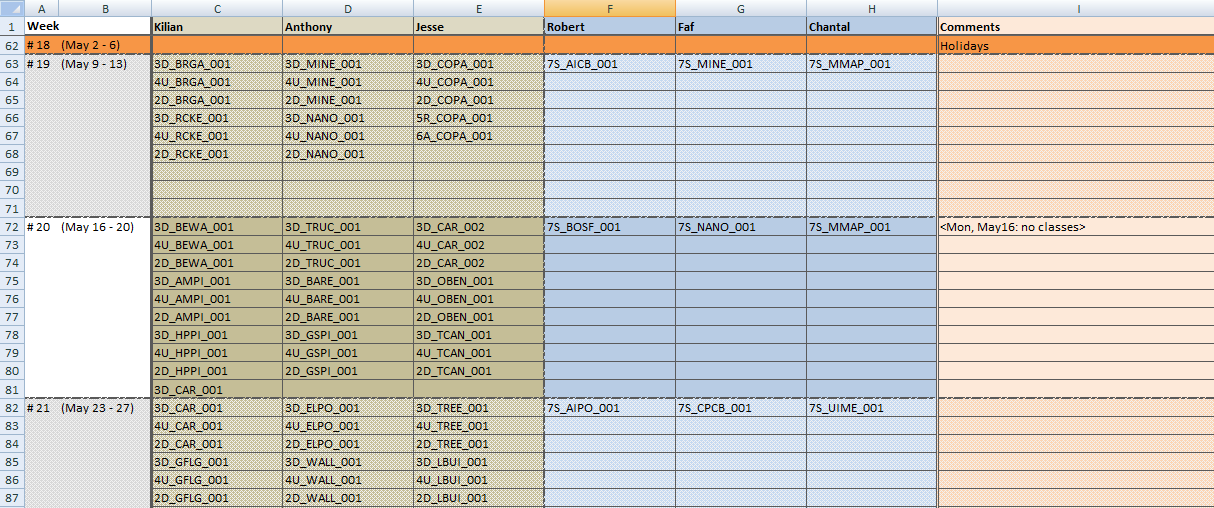 A B C D E F G H I
1 Week Kilian Anthony Jesse Robert Faf Chantal Comments
62 # 18 (May 2 - 6) Holidays
63 # 19 (May 9 - 13) 3D_BRGA_001 3D_MINE_001 3D_COPA_001 7S_AICB_001 7S_MINE_001 7S_MMAP_001
64 4U_BRGA_001 4U_MINE_001 4U_COPA_001
65 2D_BRGA_001 2D_MINE_001 2D_COPA_001
66 3D_RCKE_001 3D_NANO_001 5R_COPA_001
67 4U_RCKE_001 4U_NANO_001 6A_COPA_001
68 2D_RCKE_001 2D_NANO_001
69
70
71
72 # 20 (May 16 - 20) 3D_BEWA_001 3D_TRUC_001 3D_CAR_002 7S_BOSF_001 7S_NANO_001 7S_MMAP_001 <Mon, May16: no classes>
73 4U_BEWA_001 4U_TRUC_001 4U_CAR_002
74 2D_BEWA_001 2D_TRUC_001 2D_CAR_002
75 3D_AMPI_001 3D_BARE_001 3D_OBEN_001
76 4U_AMPI_001 4U_BARE_001 4U_OBEN_001
77 2D_AMPI_001 2D_BARE_001 2D_OBEN_001
78 3D_HPPI_001 3D_GSPI_001 3D_TCAN_001
79 4U_HPPI_001 4U_GSPI_001 4U_TCAN_001
80 2D_HPPI_001 2D_GSPI_001 2D_TCAN_001
81 3D_CAR_001
82 # 21 (May 23 - 27) 3D_CAR_001 3D_ELPO_001 3D_TREE_001 7S_AIPO_001 7S_CPCB_001 7S_UIME_001
83 4U_CAR_001 4U_ELPO_001 4U_TREE_001
84 2D_CAR_001 2D_ELPO_001 2D_TREE_001
85 3D_GFLG_001 3D_WALL_001 3D_LBUI_001
86 4U_GFLG_001 4U_WALL_001 4U_LBUI_001
87 2D_GFLG_001 2D_WALL_001 2D_LBUI_001